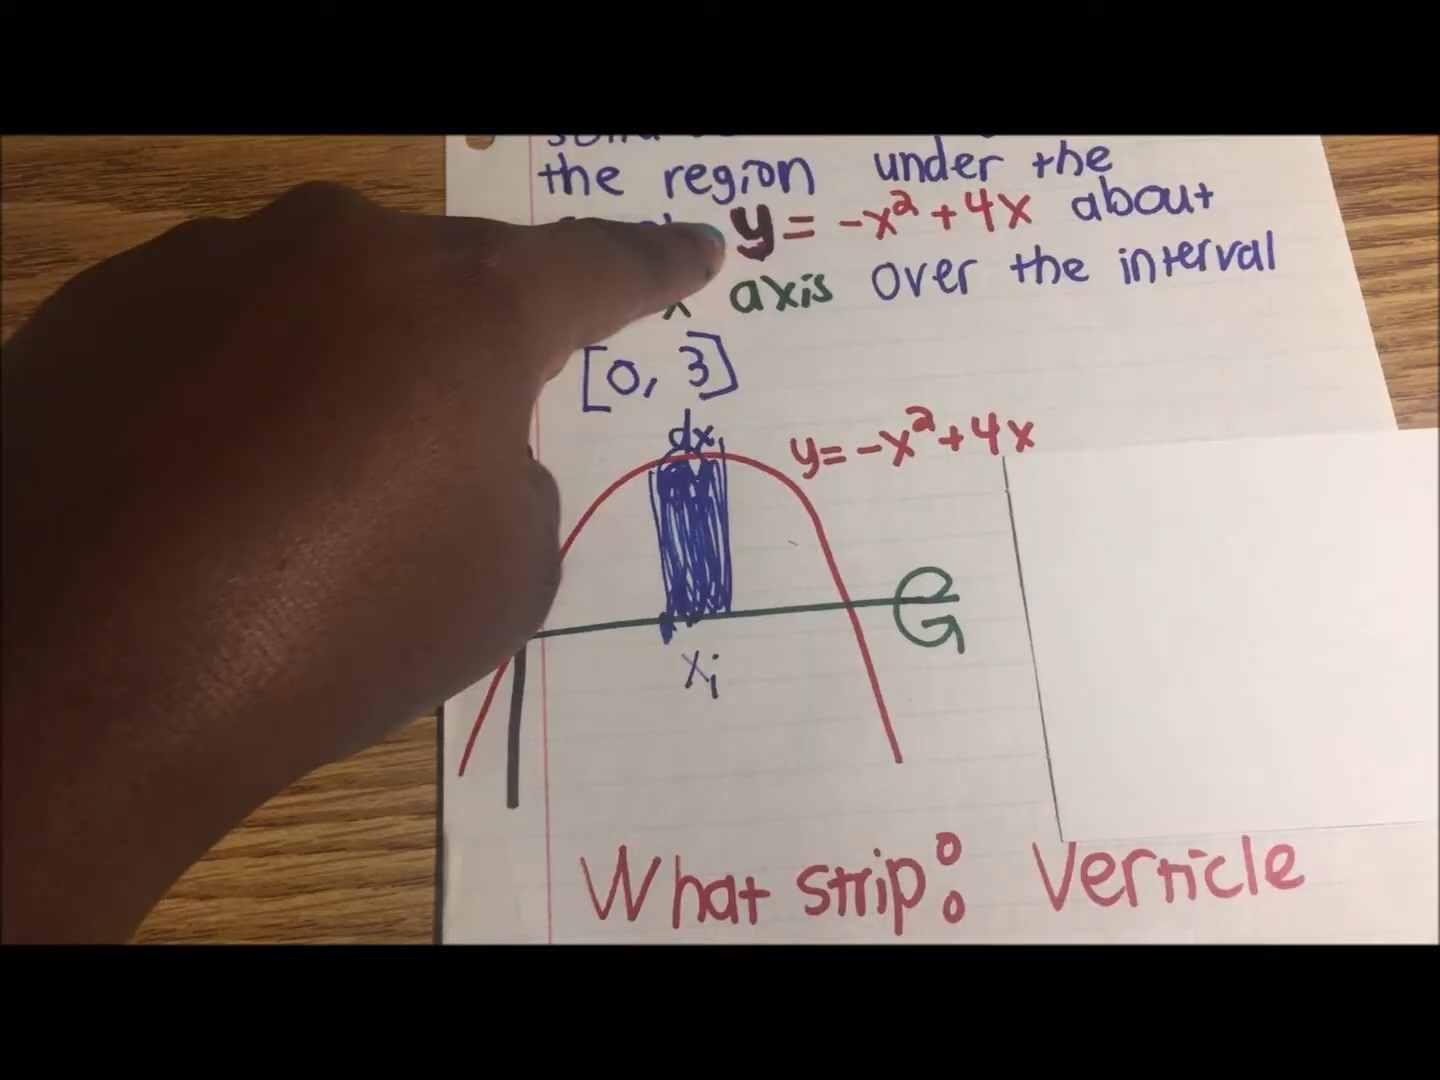 the region under the
y = -x² + 4x about
x axis over the interval
[0, 3]
dx
y = -x² + 4x
xi
What strip: Verticle